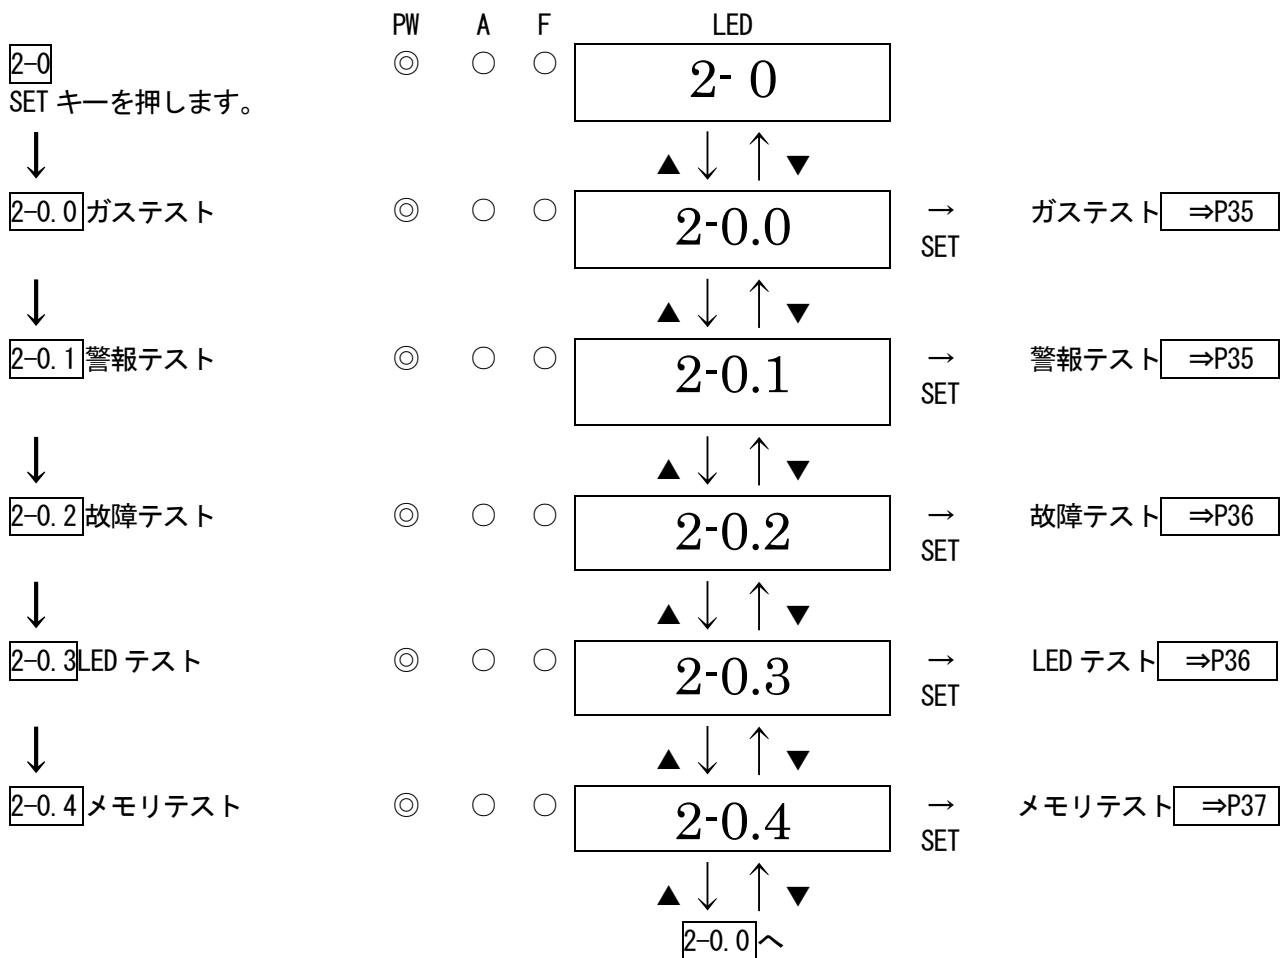 PW A F LED
2-0 ◎ ○ ○ 2- 0
SET キーを押します。
↓ ▲ ↓ ↑ ▼
2-0.0 ガステスト ◎ ○ ○ 2-0.0 → ガステスト ⇒P35
SET
↓ ▲ ↓ ↑ ▼
2-0.1 警報テスト ◎ ○ ○ 2-0.1 → 警報テスト ⇒P35
SET
↓ ▲ ↓ ↑ ▼
2-0.2 故障テスト ◎ ○ ○ 2-0.2 → 故障テスト ⇒P36
SET
↓ ▲ ↓ ↑ ▼
2-0.3 LED テスト ◎ ○ ○ 2-0.3 → LED テスト ⇒P36
SET
↓ ▲ ↓ ↑ ▼
2-0.4 メモリテスト ◎ ○ ○ 2-0.4 → メモリテスト ⇒P37
SET
▲ ↓ ↑ ▼
2-0.0 へ